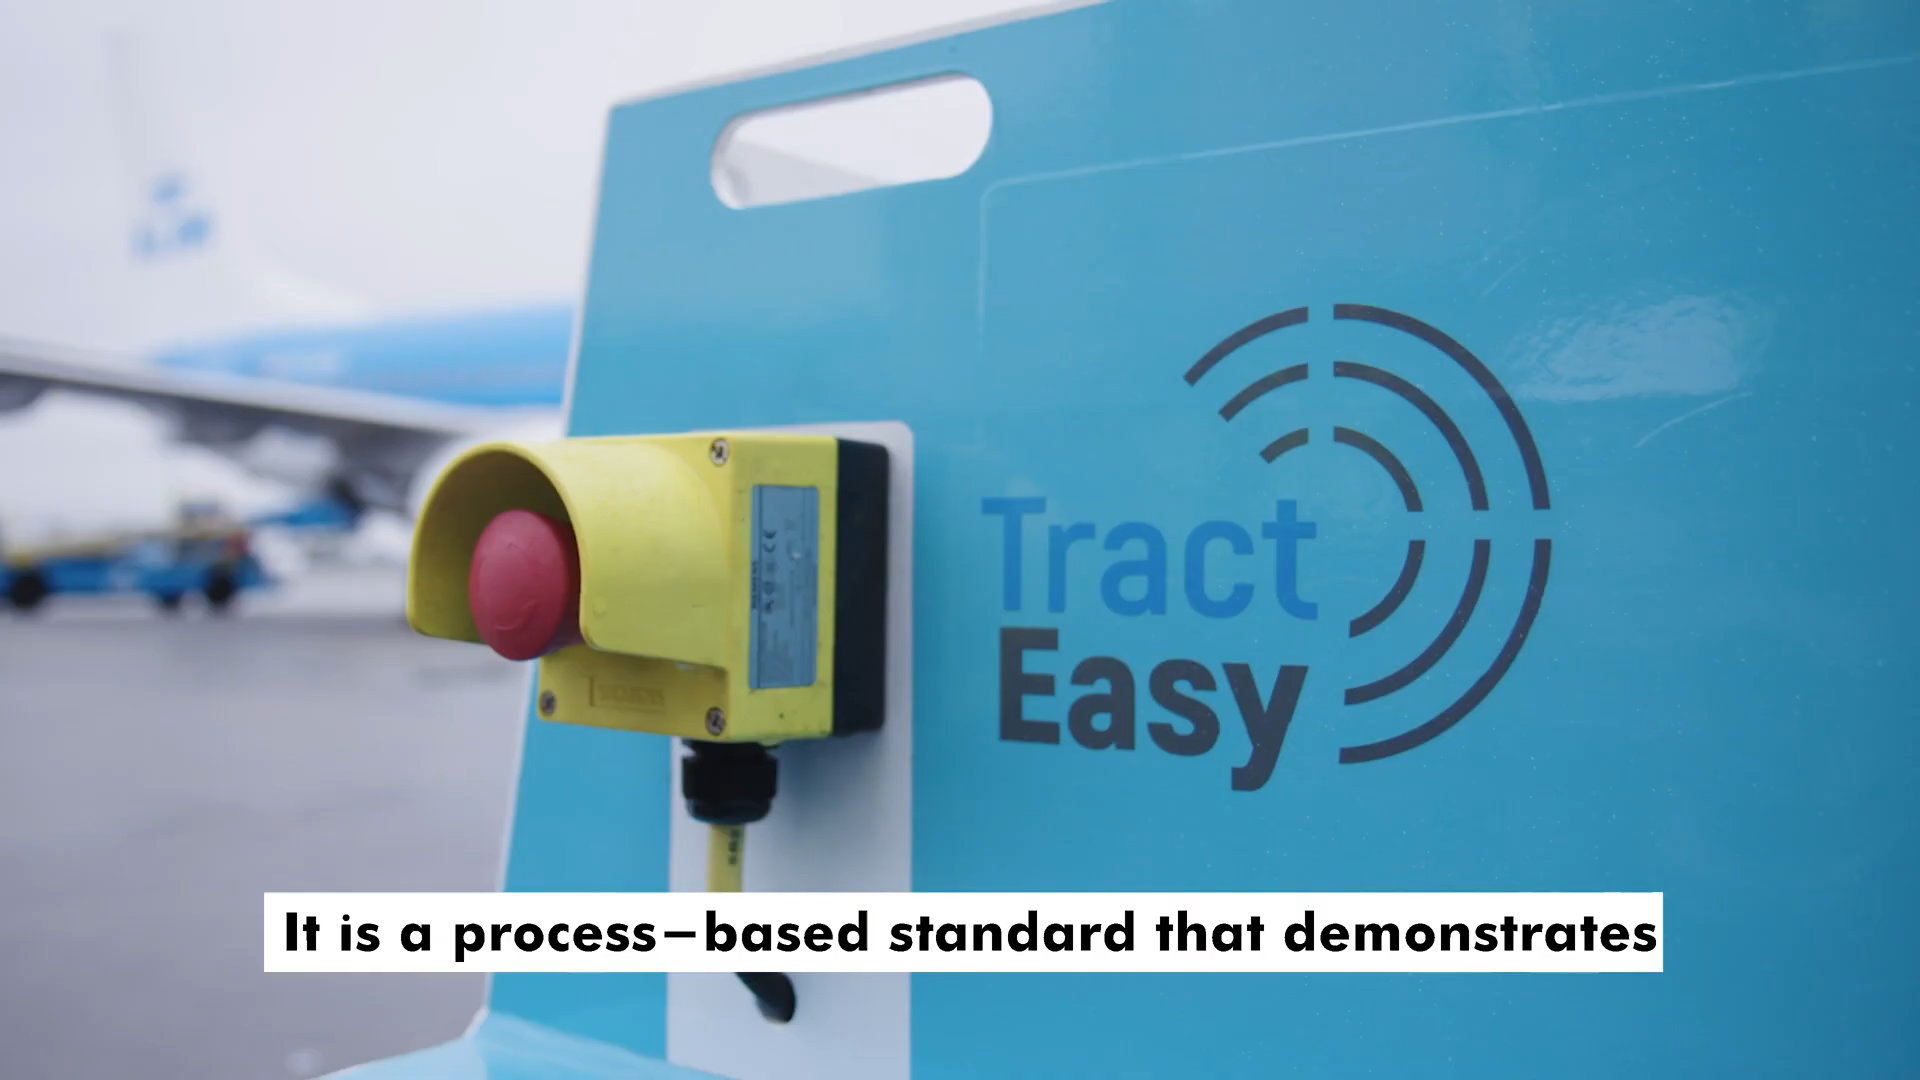 Tract
Easy
It is a process–based standard that demonstrates